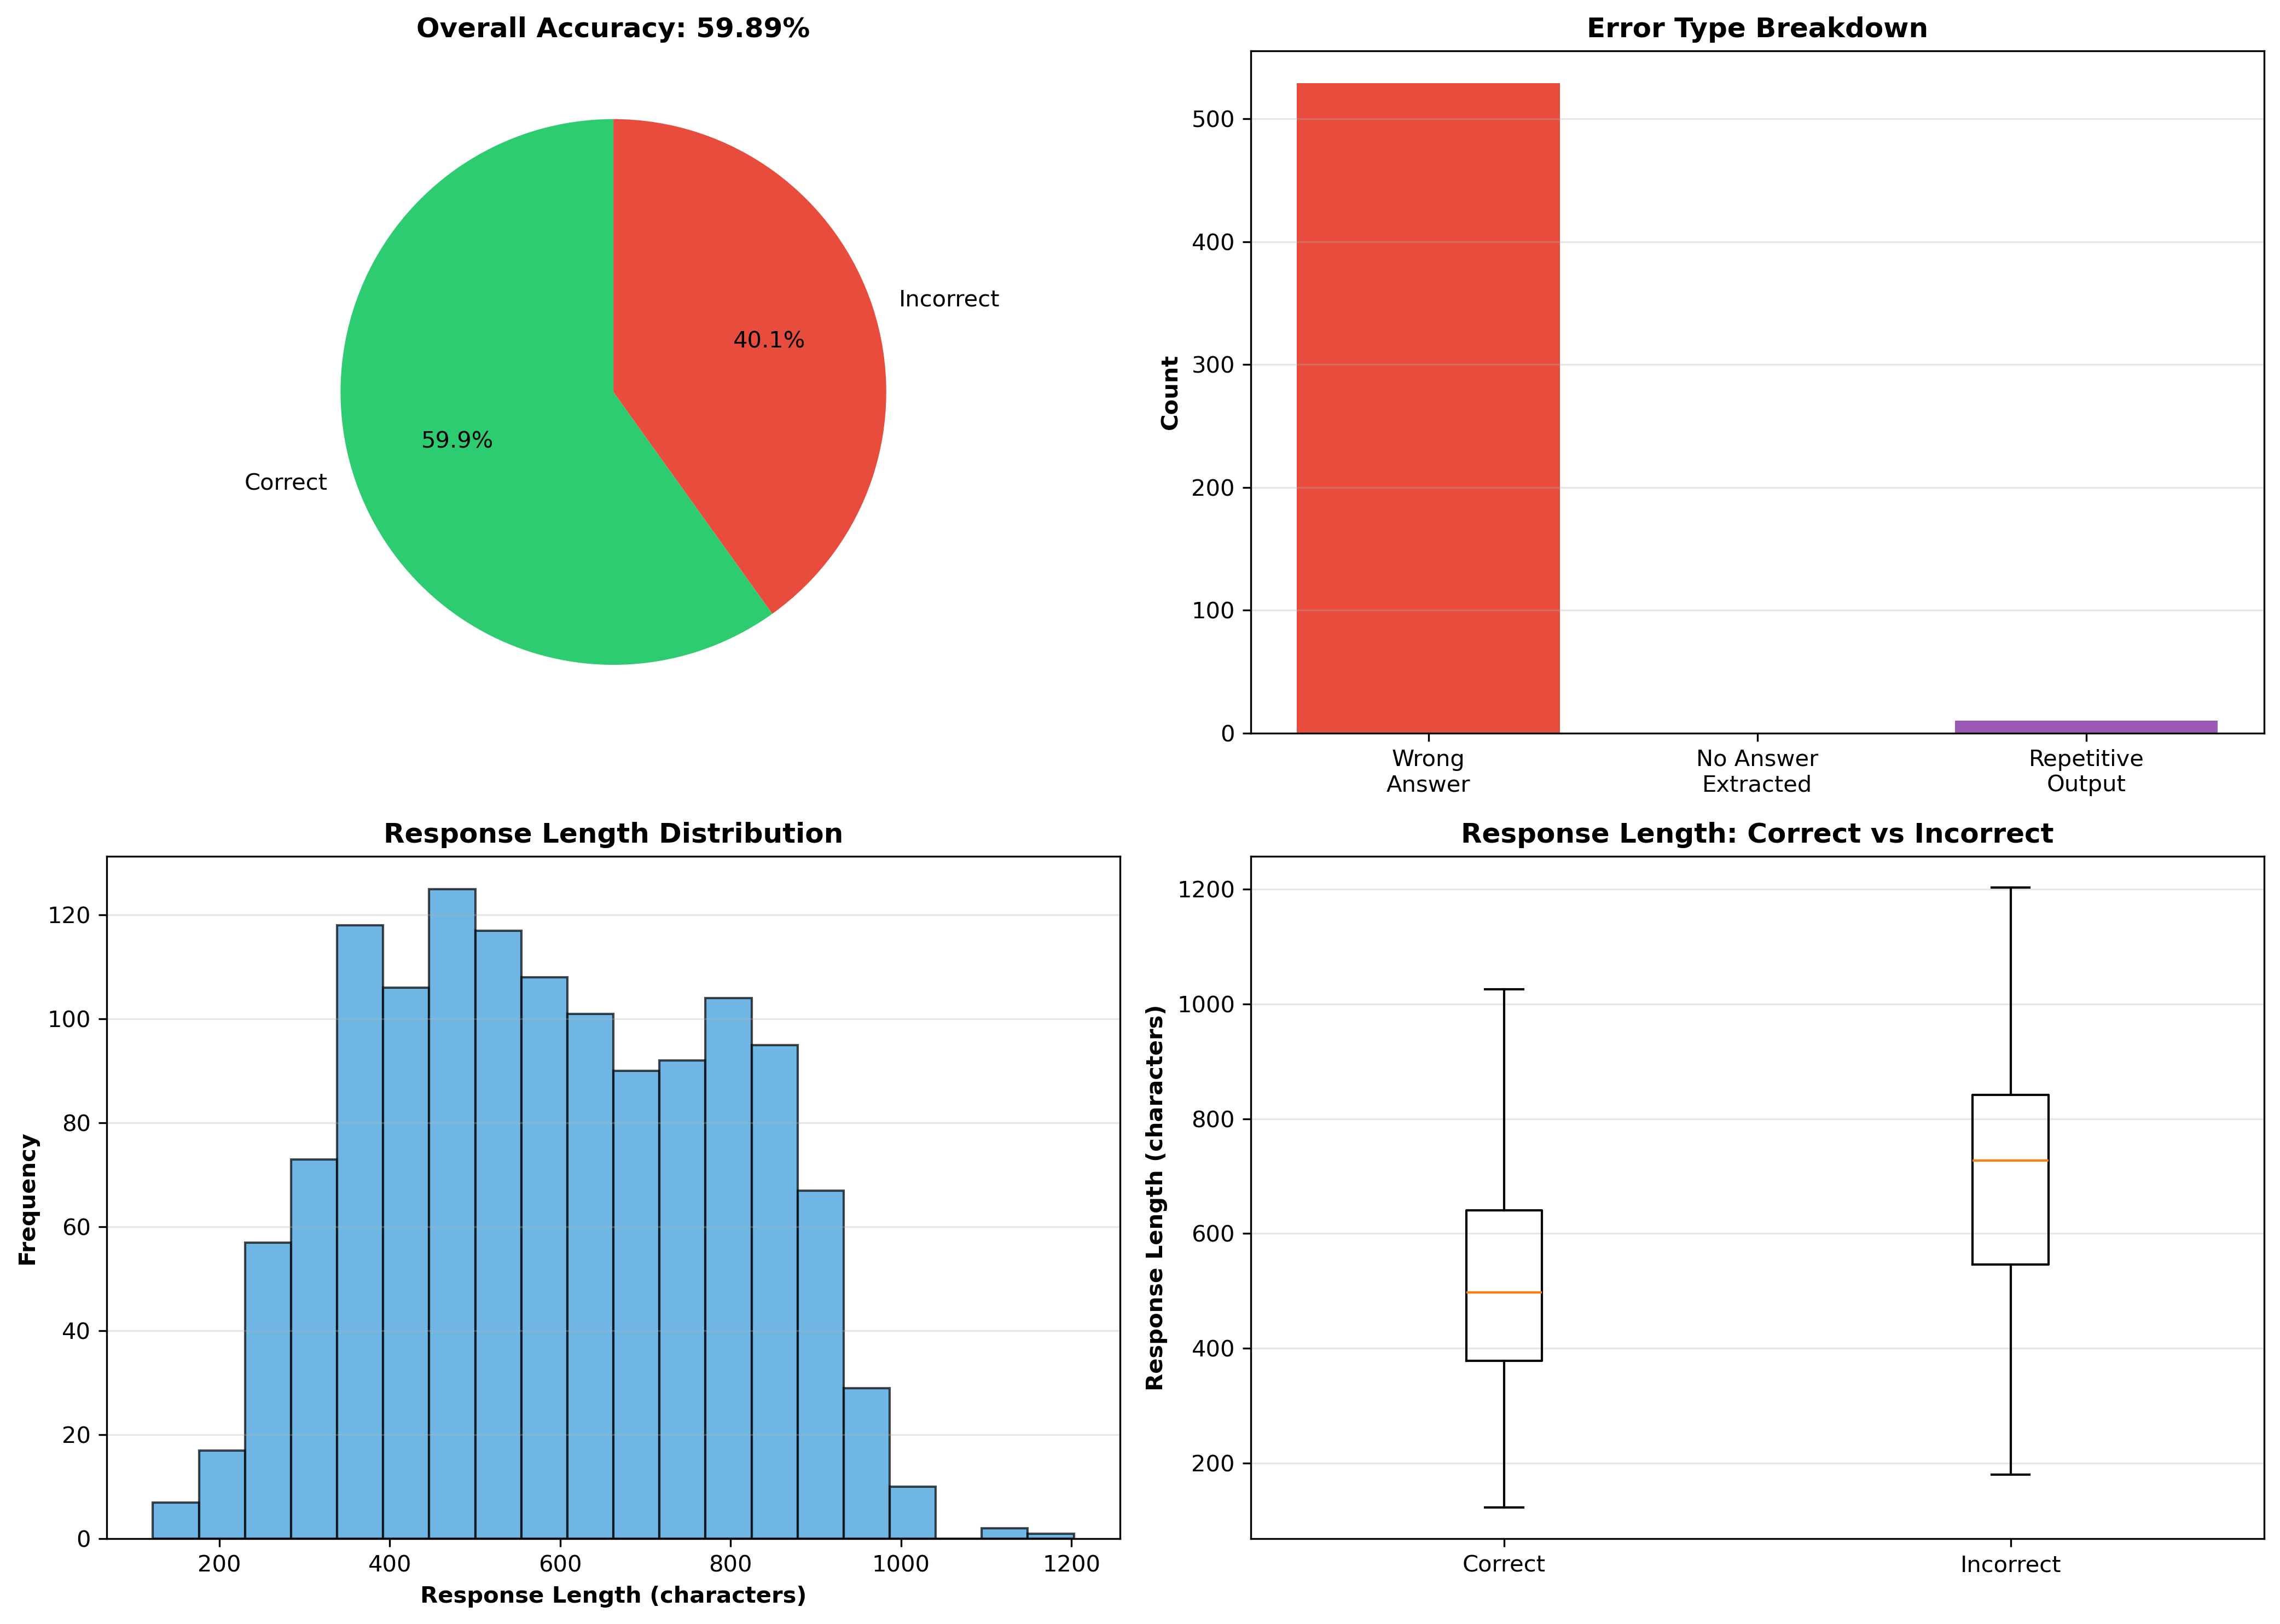 Overall Accuracy: 59.89%
Incorrect
40.1%
59.9%
Correct
Error Type Breakdown
Count
500
400
300
200
100
0
Wrong
Answer
No Answer
Extracted
Repetitive
Output
Response Length Distribution
Frequency
120
100
80
60
40
20
0
200
400
600
800
1000
1200
Response Length (characters)
Response Length: Correct vs Incorrect
Response Length (characters)
1200
1000
800
600
400
200
Correct
Incorrect